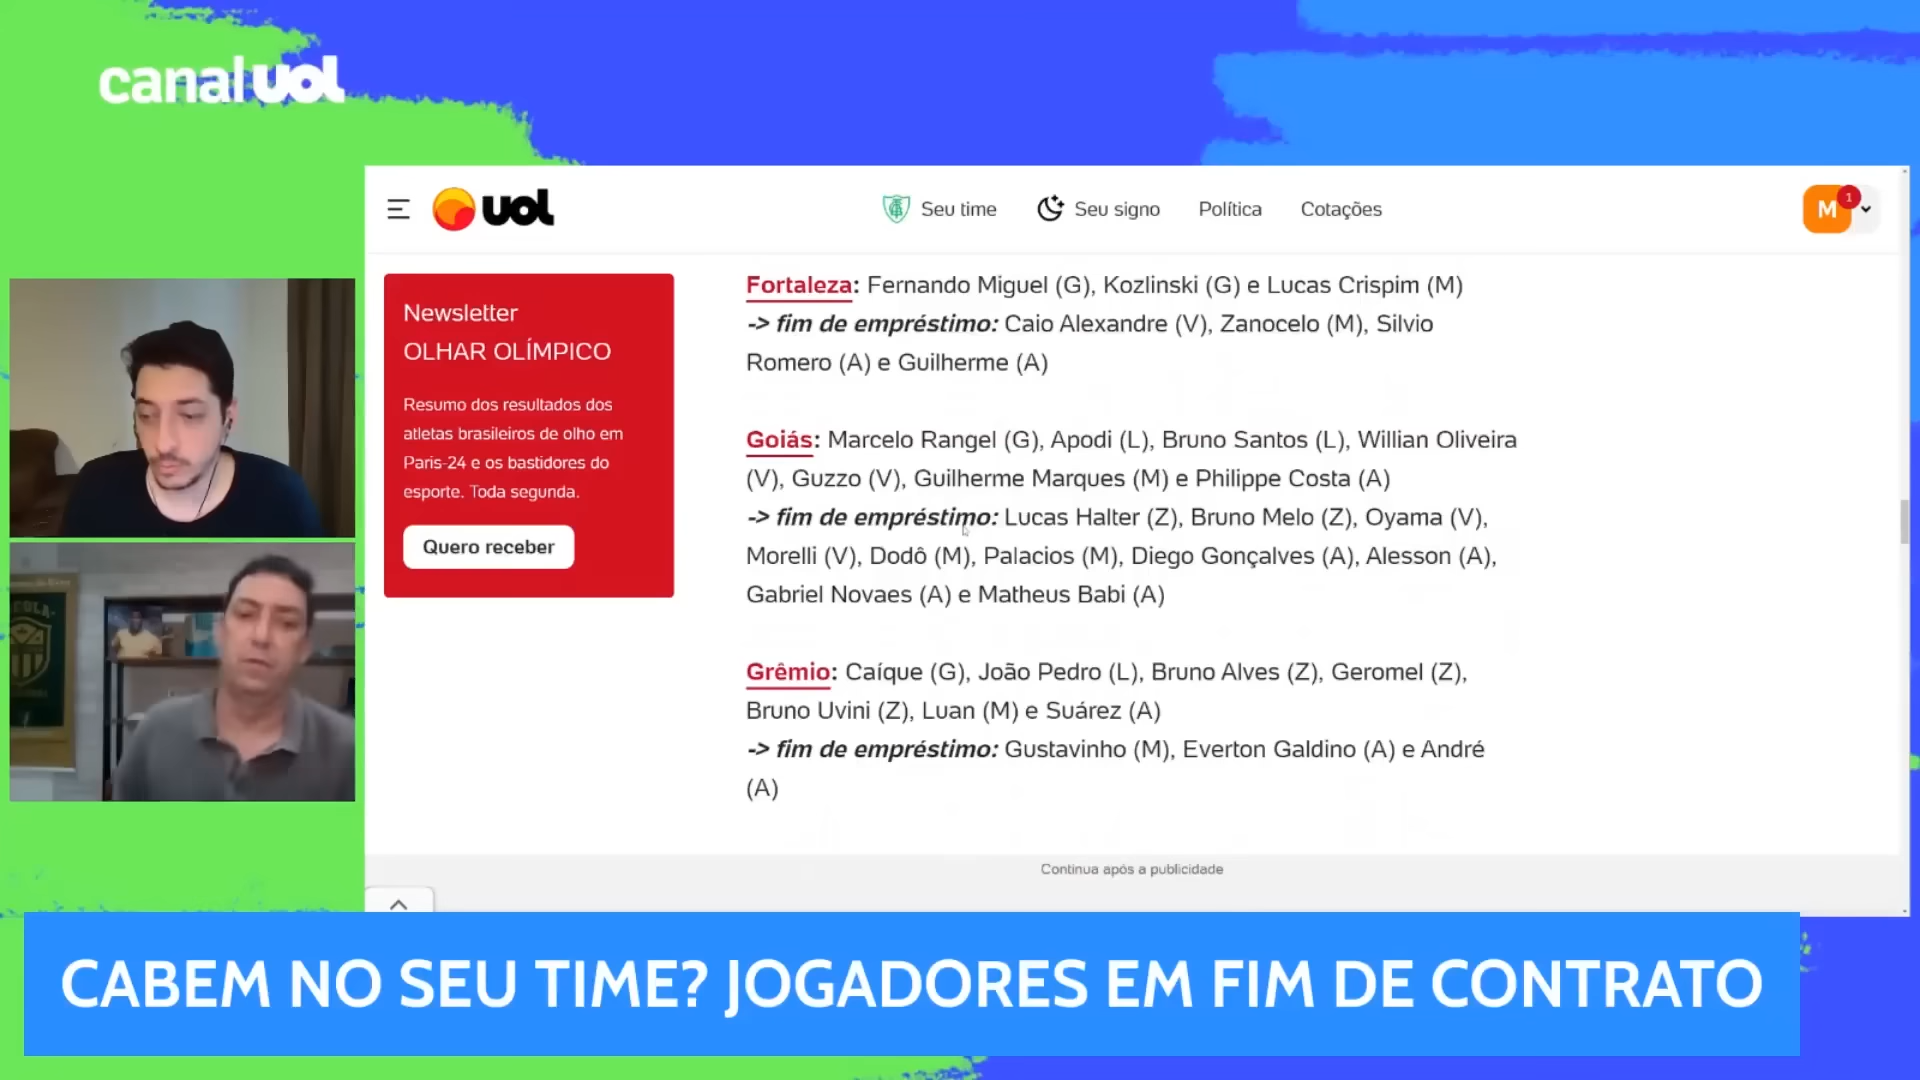 canal uol
uol
Seu time
Seu signo
Política
Cotações
M
1
Newsletter
OLHAR OLÍMPICO
Resumo dos resultados dos
atletas brasileiros de olho em
Paris-24 e os bastidores do
esporte. Toda segunda.
Quero receber
Fortaleza: Fernando Miguel (G), Kozlinski (G) e Lucas Crispim (M)
-> fim de empréstimo: Caio Alexandre (V), Zanocelo (M), Silvio
Romero (A) e Guilherme (A)
Goiás: Marcelo Rangel (G), Apodi (L), Bruno Santos (L), Willian Oliveira
(V), Guzzo (V), Guilherme Marques (M) e Philippe Costa (A)
-> fim de empréstimo: Lucas Halter (Z), Bruno Melo (Z), Oyama (V),
Morelli (V), Dodô (M), Palacios (M), Diego Gonçalves (A), Alesson (A),
Gabriel Novaes (A) e Matheus Babi (A)
Grêmio: Caíque (G), João Pedro (L), Bruno Alves (Z), Geromel (Z),
Bruno Uvini (Z), Luan (M) e Suárez (A)
-> fim de empréstimo: Gustavinho (M), Everton Galdino (A) e André
(A)
Continua após a publicidade
CABEM NO SEU TIME? JOGADORES EM FIM DE CONTRATO